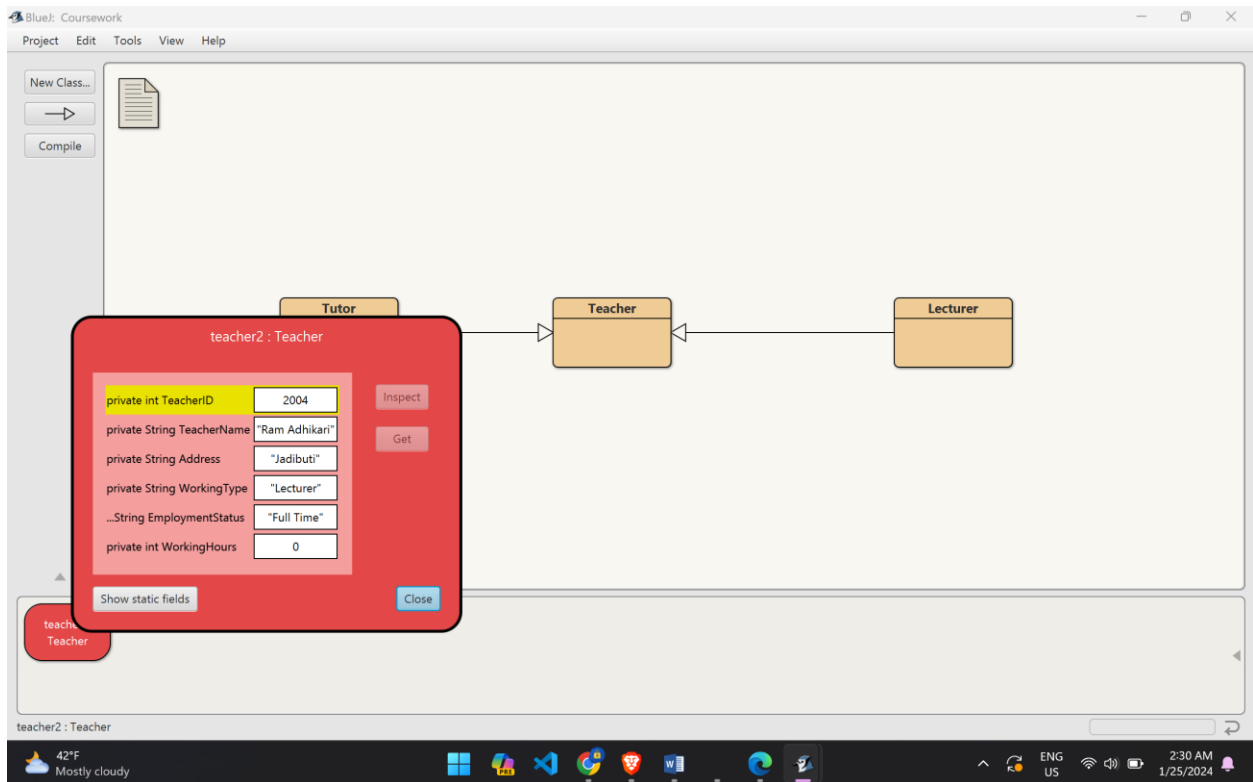 BlueJ: Coursework
Project Edit Tools View Help
New Class...
Compile
Tutor
Teacher
Lecturer
teacher2 : Teacher
private int TeacherID 2004
private String TeacherName "Ram Adhikari"
private String Address "Jadibuti"
private String WorkingType "Lecturer"
...String EmploymentStatus "Full Time"
private int WorkingHours 0
Inspect
Get
Show static fields
Close
Teacher
teacher2 : Teacher
42°F
Mostly cloudy
PRE
ENG
US
2:30 AM
1/25/2024